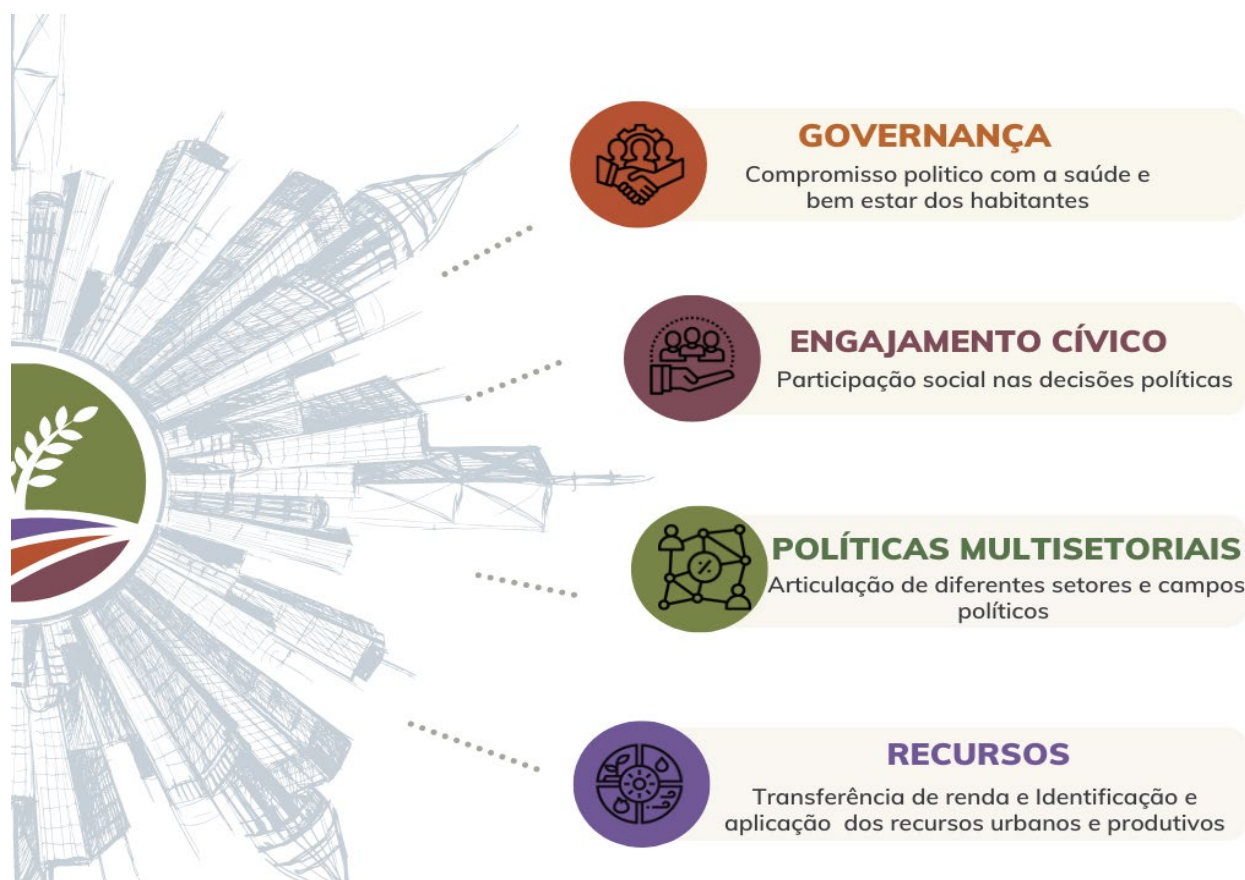 GOVERNANÇA
Compromisso politico com a saúde e
bem estar dos habitantes
ENGAJAMENTO CÍVICO
Participação social nas decisões políticas
POLÍTICAS MULTISETORIAIS
Articulação de diferentes setores e campos
políticos
RECURSOS
Transferência de renda e Identificação e
aplicação dos recursos urbanos e produtivos